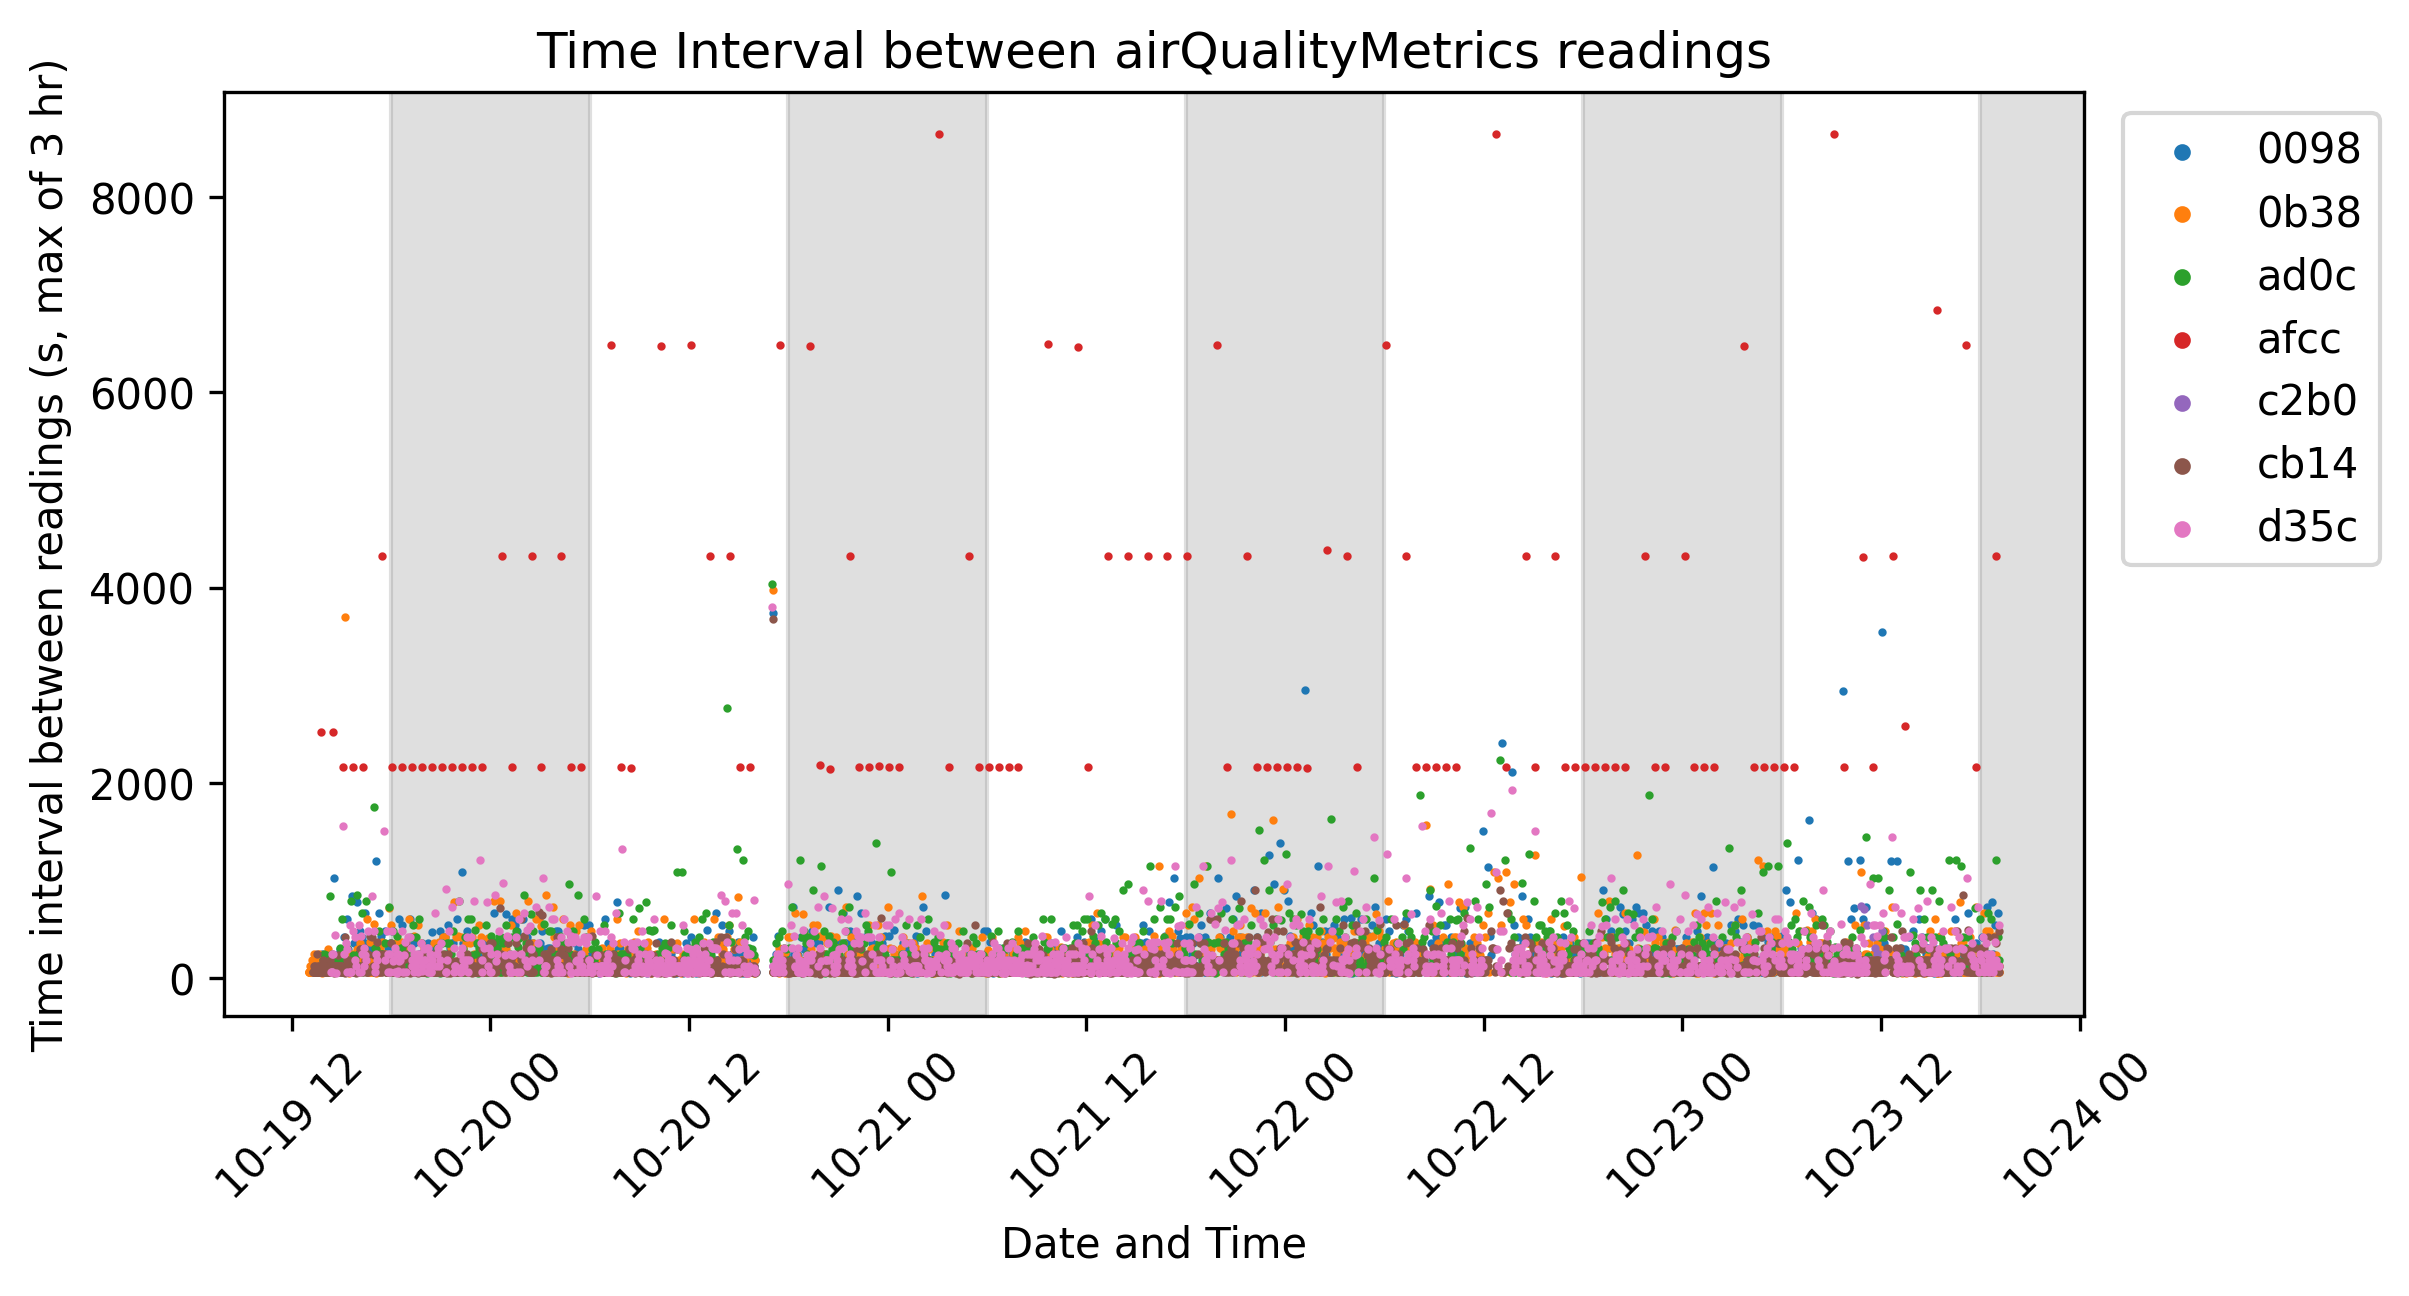 Time Interval between airQualityMetrics readings
Time interval between readings (s, max of 3 hr)
8000
6000
4000
2000
0
10-19 12
10-20 00
10-20 12
10-21 00
10-21 12
10-22 00
10-22 12
10-23 00
10-23 12
10-24 00
Date and Time
0098
0b38
ad0c
afcc
c2b0
cb14
d35c